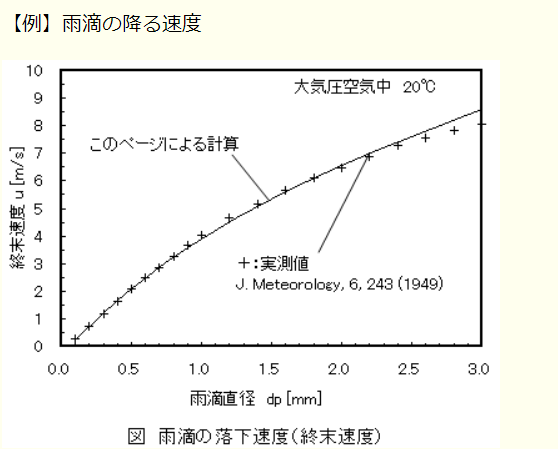 【例】雨滴の降る速度
大気圧空気中 20℃
このページによる計算
+:実測値
J. Meteorology, 6, 243 (1949)
終末速度 u [m/s]
10
9
8
7
6
5
4
3
2
1
0
0.0 0.5 1.0 1.5 2.0 2.5 3.0
雨滴直径 dp [mm]
図 雨滴の落下速度(終末速度)